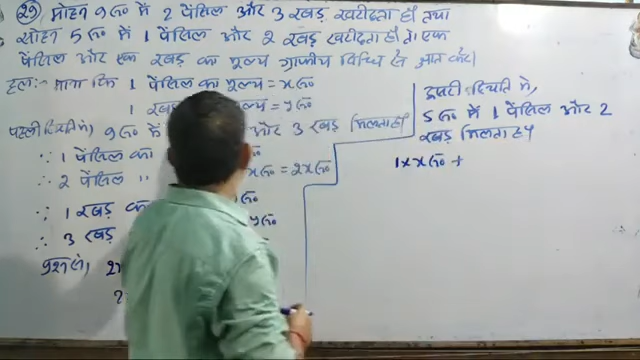 29) मोहन 9 रु० में 2 पेंसिल और 3 रबड़ खरीदता है। तथा
सोहन 5 रु० में 1 पेंसिल और 2 रबड़ खरीदता है तो एक
पेंसिल और एक रबड़ का मूल्य ग्राफीय विधि से ज्ञात करें।
हल:- माना कि 1 पेंसिल का मूल्य = x रु०
1 रबड़ मूल्य = y रु०
पहली स्थिति में, 9 रु० में और 3 रबड़ मिलता है।
∵ 1 पेंसिल का रु०
∴ 2 पेंसिल " x रु० = 2x रु०
∵ 1 रबड़ का रु०
∴ 3 रबड़ y रु०
प्रश्न से, 2x
2
दूसरी स्थिति में,
5 रु० में 1 पेंसिल और 2
रबड़ मिलता है।
1 x x रु० +